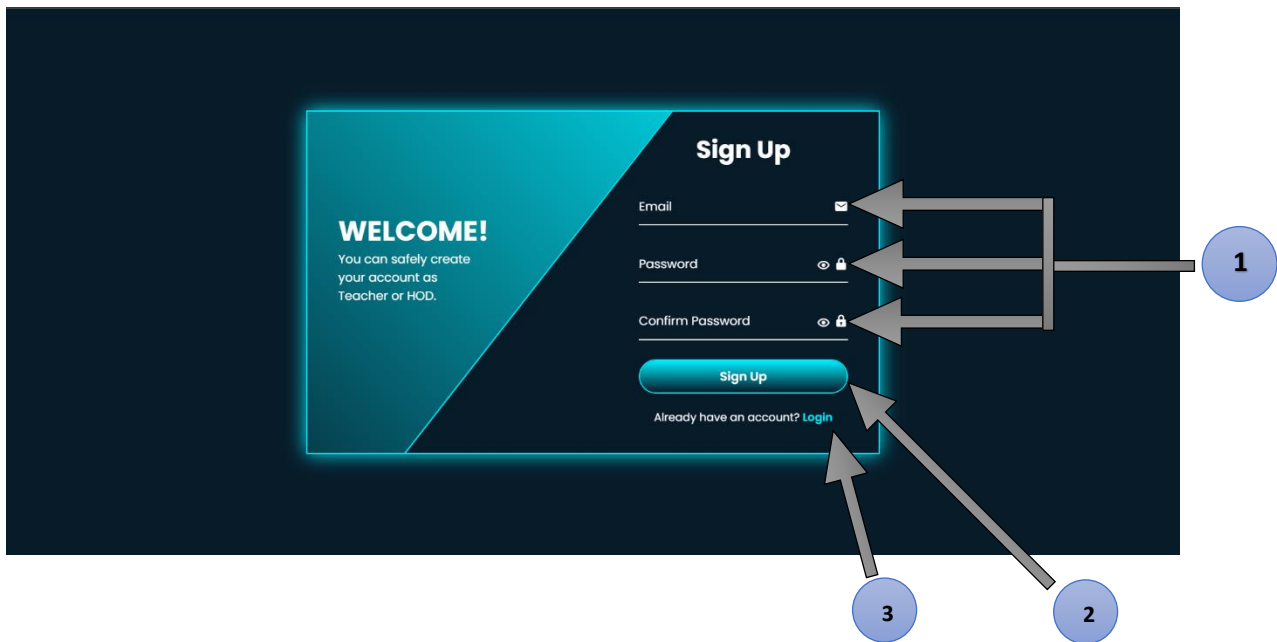 WELCOME!
You can safely create
your account as
Teacher or HOD.
Sign Up
Email
Password
Confirm Password
Sign Up
Already have an account? Login
1
3
2